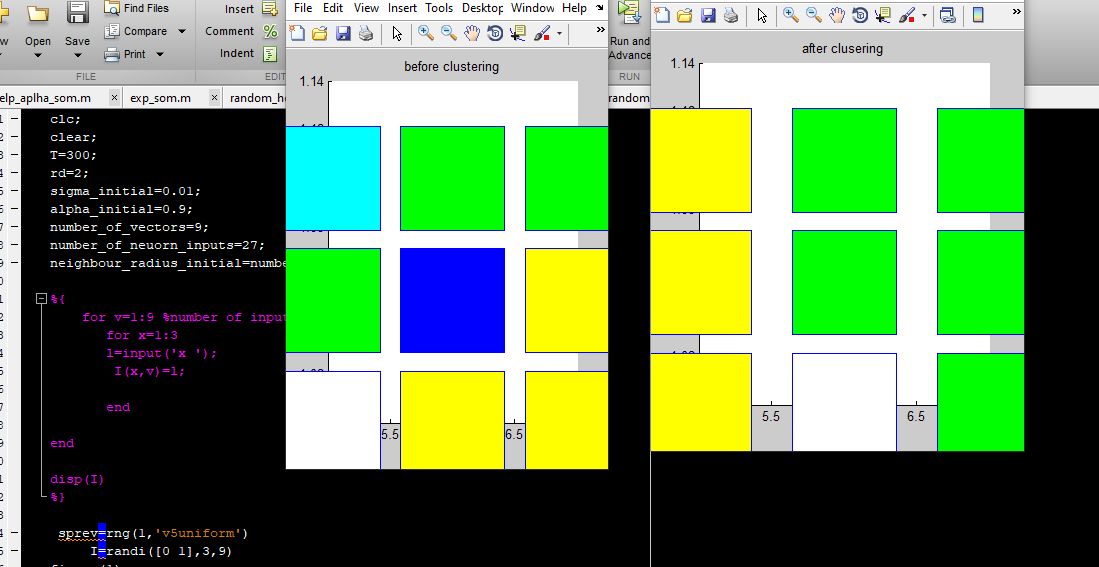 Find Files
Compare
Print
Open
Save
FILE
Insert
Comment
Indent
EDIT
File Edit View Insert Tools Desktop Window Help
Run and
Advance
RUN
elp_aplha_som.m × exp_som.m × random_h
random
clc;
clear;
T=300;
rd=2;
sigma_initial=0.01;
alpha_initial=0.9;
number_of_vectors=9;
number_of_neuorn_inputs=27;
neighbour_radius_initial=numbe
%{
for v=1:9 %number of input
for x=1:3
l=input('x ');
I(x,v)=l;
end
end
disp(I)
%}
sprev=rng(1,'v5uniform')
I=randi([0 1],3,9)
before clustering
1.14
5.5
6.5
after clusering
1.14
5.5
6.5